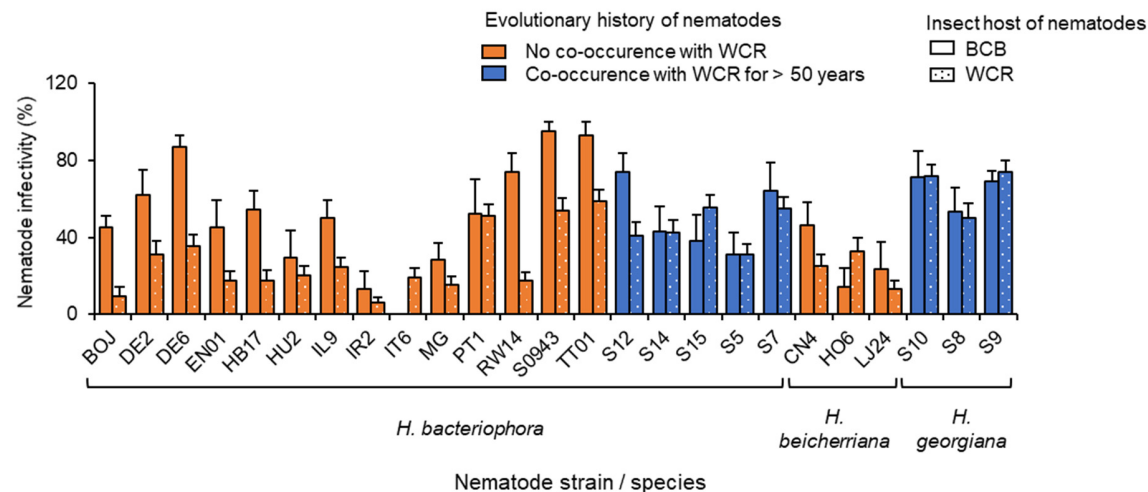 Evolutionary history of nematodes
No co-occurence with WCR
Co-occurence with WCR for > 50 years
Insect host of nematodes
BCB
WCR
Nematode infectivity (%)
120
80
40
0
BOJ DE2 DE6 EN01 HB17 HU2 IL9 IR2 IT6 MG PT1 RW14 S0943 TT01 S12 S14 S15 S5 S7 CN4 HO6 LJ24 S10 S8 S9
H. bacteriophora
H.
beicherriana
H.
georgiana
Nematode strain / species